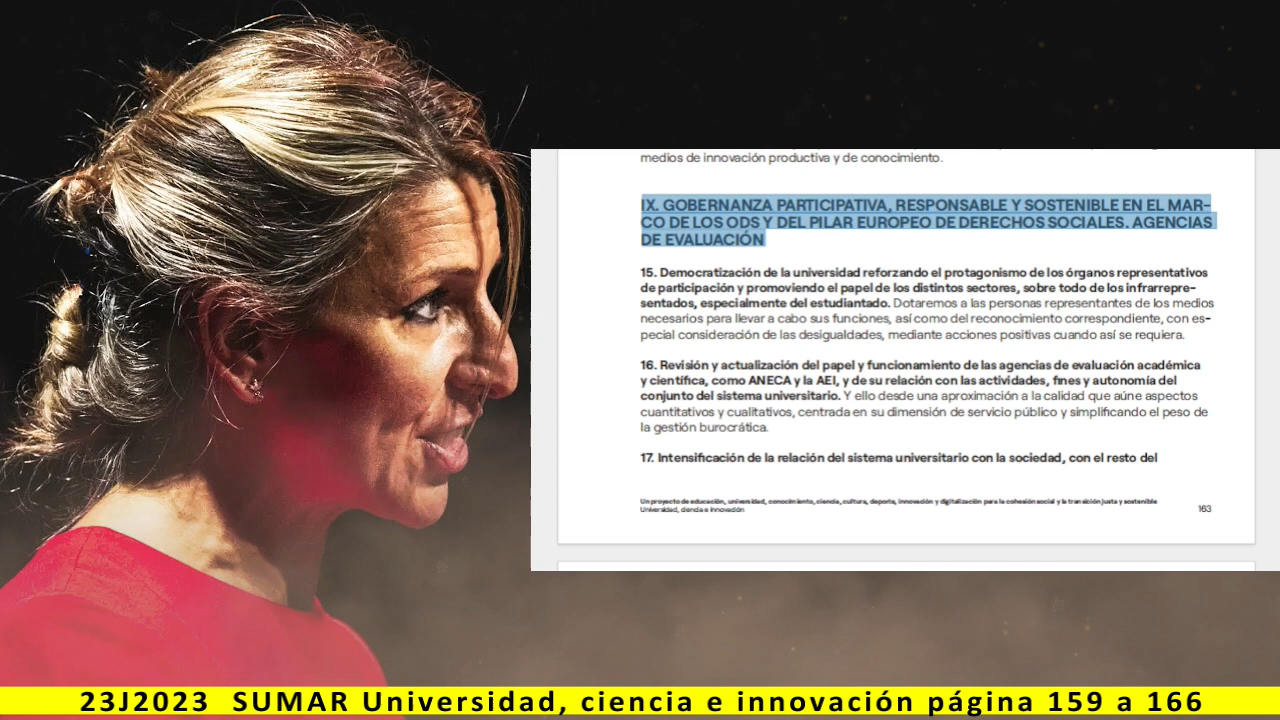 medios de innovación productiva y de conocimiento.
IX. GOBERNANZA PARTICIPATIVA, RESPONSABLE Y SOSTENIBLE EN EL MAR-
CO DE LOS ODS Y DEL PILAR EUROPEO DE DERECHOS SOCIALES. AGENCIAS
DE EVALUACIÓN
15. Democratización de la universidad reforzando el protagonismo de los órganos representativos
de participación y promoviendo el papel de los distintos sectores, sobre todo de los infrarrepre-
sentados, especialmente del estudiantado. Dotaremos a las personas representantes de los medios
necesarios para llevar a cabo sus funciones, así como del reconocimiento correspondiente, con es-
pecial consideración de las desigualdades, mediante acciones positivas cuando así se requiera.
16. Revisión y actualización del papel y funcionamiento de las agencias de evaluación académica
y científica, como ANECA y la AEI, y de su relación con las actividades, fines y autonomía del
conjunto del sistema universitario. Y ello desde una aproximación a la calidad que aúne aspectos
cuantitativos y cualitativos, centrada en su dimensión de servicio público y simplificando el peso de
la gestión burocrática.
17. Intensificación de la relación del sistema universitario con la sociedad, con el resto del
Un proyecto de educación, universidad, conocimiento, ciencia, cultura, deporte, innovación y digitalización para la cohesión social y la transición justa y sostenible
Universidad, ciencia e innovación 163
23J2023 SUMAR Universidad, ciencia e innovación página 159 a 166